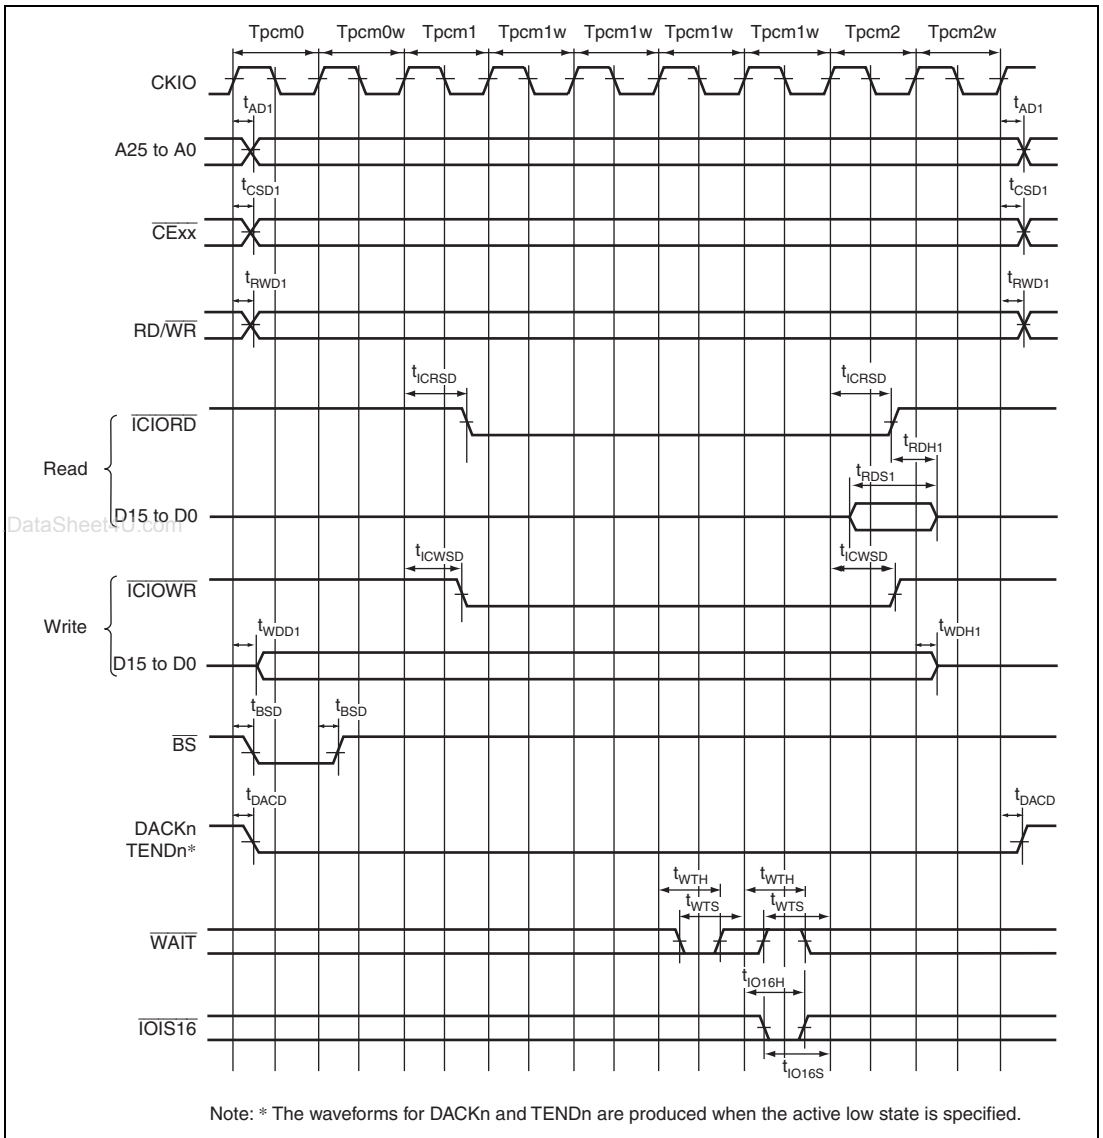 Tpcm0 Tpcm0w Tpcm1 Tpcm1w Tpcm1w Tpcm1w Tpcm1w Tpcm2 Tpcm2w
CKIO
tAD1 tAD1
A25 to A0
tCSD1 tCSD1
CExx
tRWD1 tRWD1
RD/WR
tICRSD tICRSD
ICIORD
tRDH1
Read
tRDS1
D15 to D0
DataSheet4U.com
tICWSD tICWSD
ICIOWR
Write
tWDD1 tWDH1
D15 to D0
tBSD tBSD
BS
tDACD tDACD
DACKn
TENDn*
tWTH tWTH
tWTS tWTS
WAIT
tIO16H
IOIS16
tIO16S
Note: * The waveforms for DACKn and TENDn are produced when the active low state is specified.